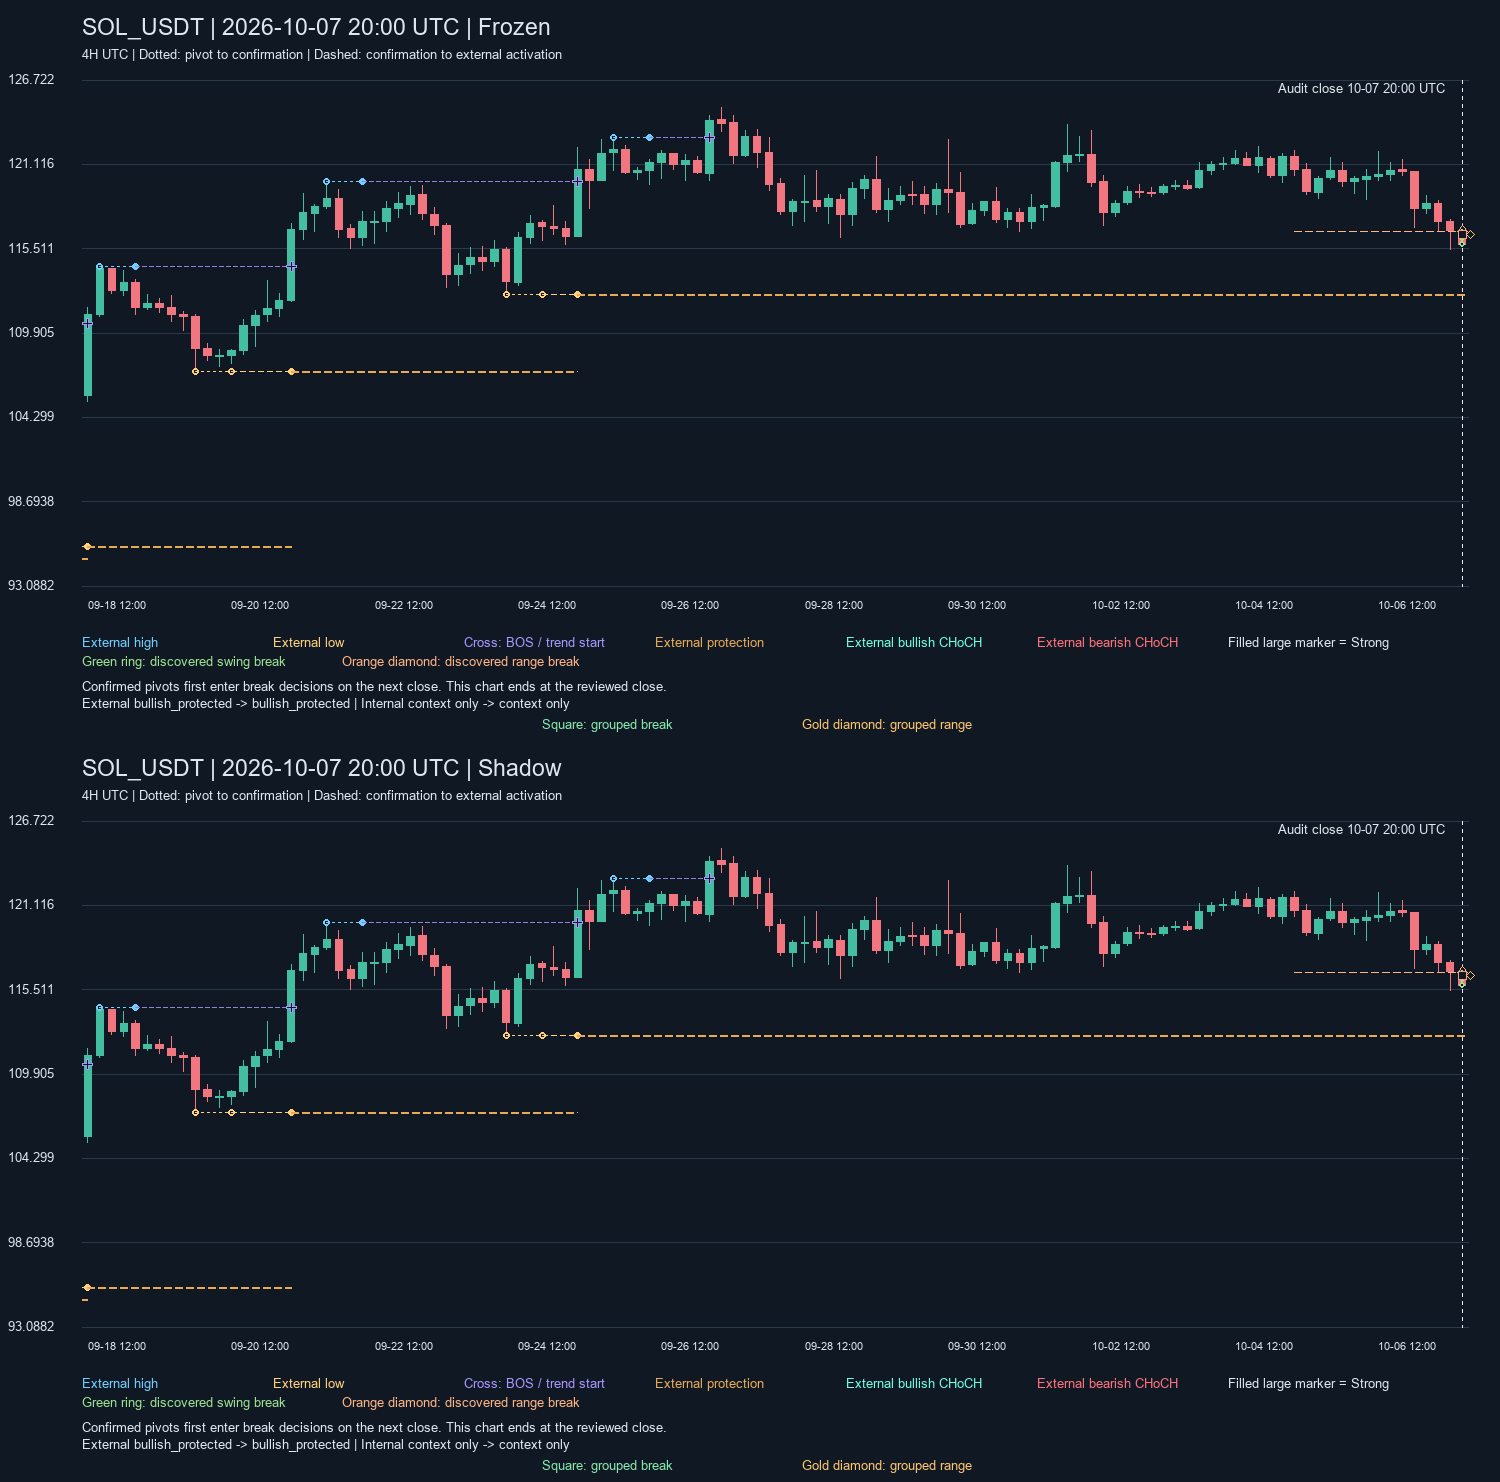 SOL_USDT | 2026-10-07 20:00 UTC | Frozen
4H UTC | Dotted: pivot to confirmation | Dashed: confirmation to external activation
126.722
Audit close 10-07 20:00 UTC
121.116
115.511
109.905
104.299
98.6938
93.0882
09-18 12:00 09-20 12:00 09-22 12:00 09-24 12:00 09-26 12:00 09-28 12:00 09-30 12:00 10-02 12:00 10-04 12:00 10-06 12:00
External high External low Cross: BOS / trend start External protection External bullish CHoCH External bearish CHoCH Filled large marker = Strong
Green ring: discovered swing break Orange diamond: discovered range break
Confirmed pivots first enter break decisions on the next close. This chart ends at the reviewed close.
External bullish_protected -> bullish_protected | Internal context only -> context only
Square: grouped break Gold diamond: grouped range
SOL_USDT | 2026-10-07 20:00 UTC | Shadow
4H UTC | Dotted: pivot to confirmation | Dashed: confirmation to external activation
126.722
Audit close 10-07 20:00 UTC
121.116
115.511
109.905
104.299
98.6938
93.0882
09-18 12:00 09-20 12:00 09-22 12:00 09-24 12:00 09-26 12:00 09-28 12:00 09-30 12:00 10-02 12:00 10-04 12:00 10-06 12:00
External high External low Cross: BOS / trend start External protection External bullish CHoCH External bearish CHoCH Filled large marker = Strong
Green ring: discovered swing break Orange diamond: discovered range break
Confirmed pivots first enter break decisions on the next close. This chart ends at the reviewed close.
External bullish_protected -> bullish_protected | Internal context only -> context only
Square: grouped break Gold diamond: grouped range